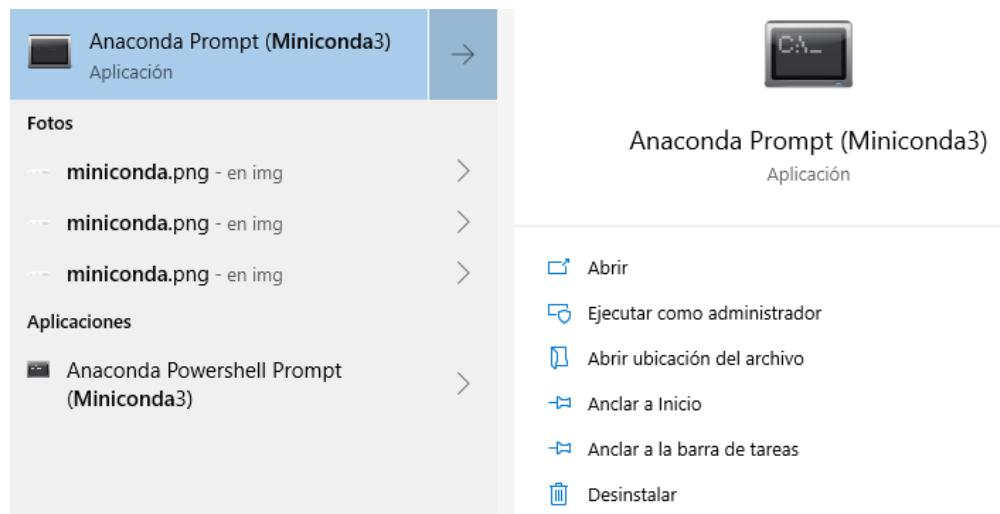 Anaconda Prompt (Miniconda3)
Aplicación
Fotos
miniconda.png - en img
miniconda.png - en img
miniconda.png - en img
Aplicaciones
Anaconda Powershell Prompt
(Miniconda3)
C:\_
Anaconda Prompt (Miniconda3)
Aplicación
Abrir
Ejecutar como administrador
Abrir ubicación del archivo
Anclar a Inicio
Anclar a la barra de tareas
Desinstalar